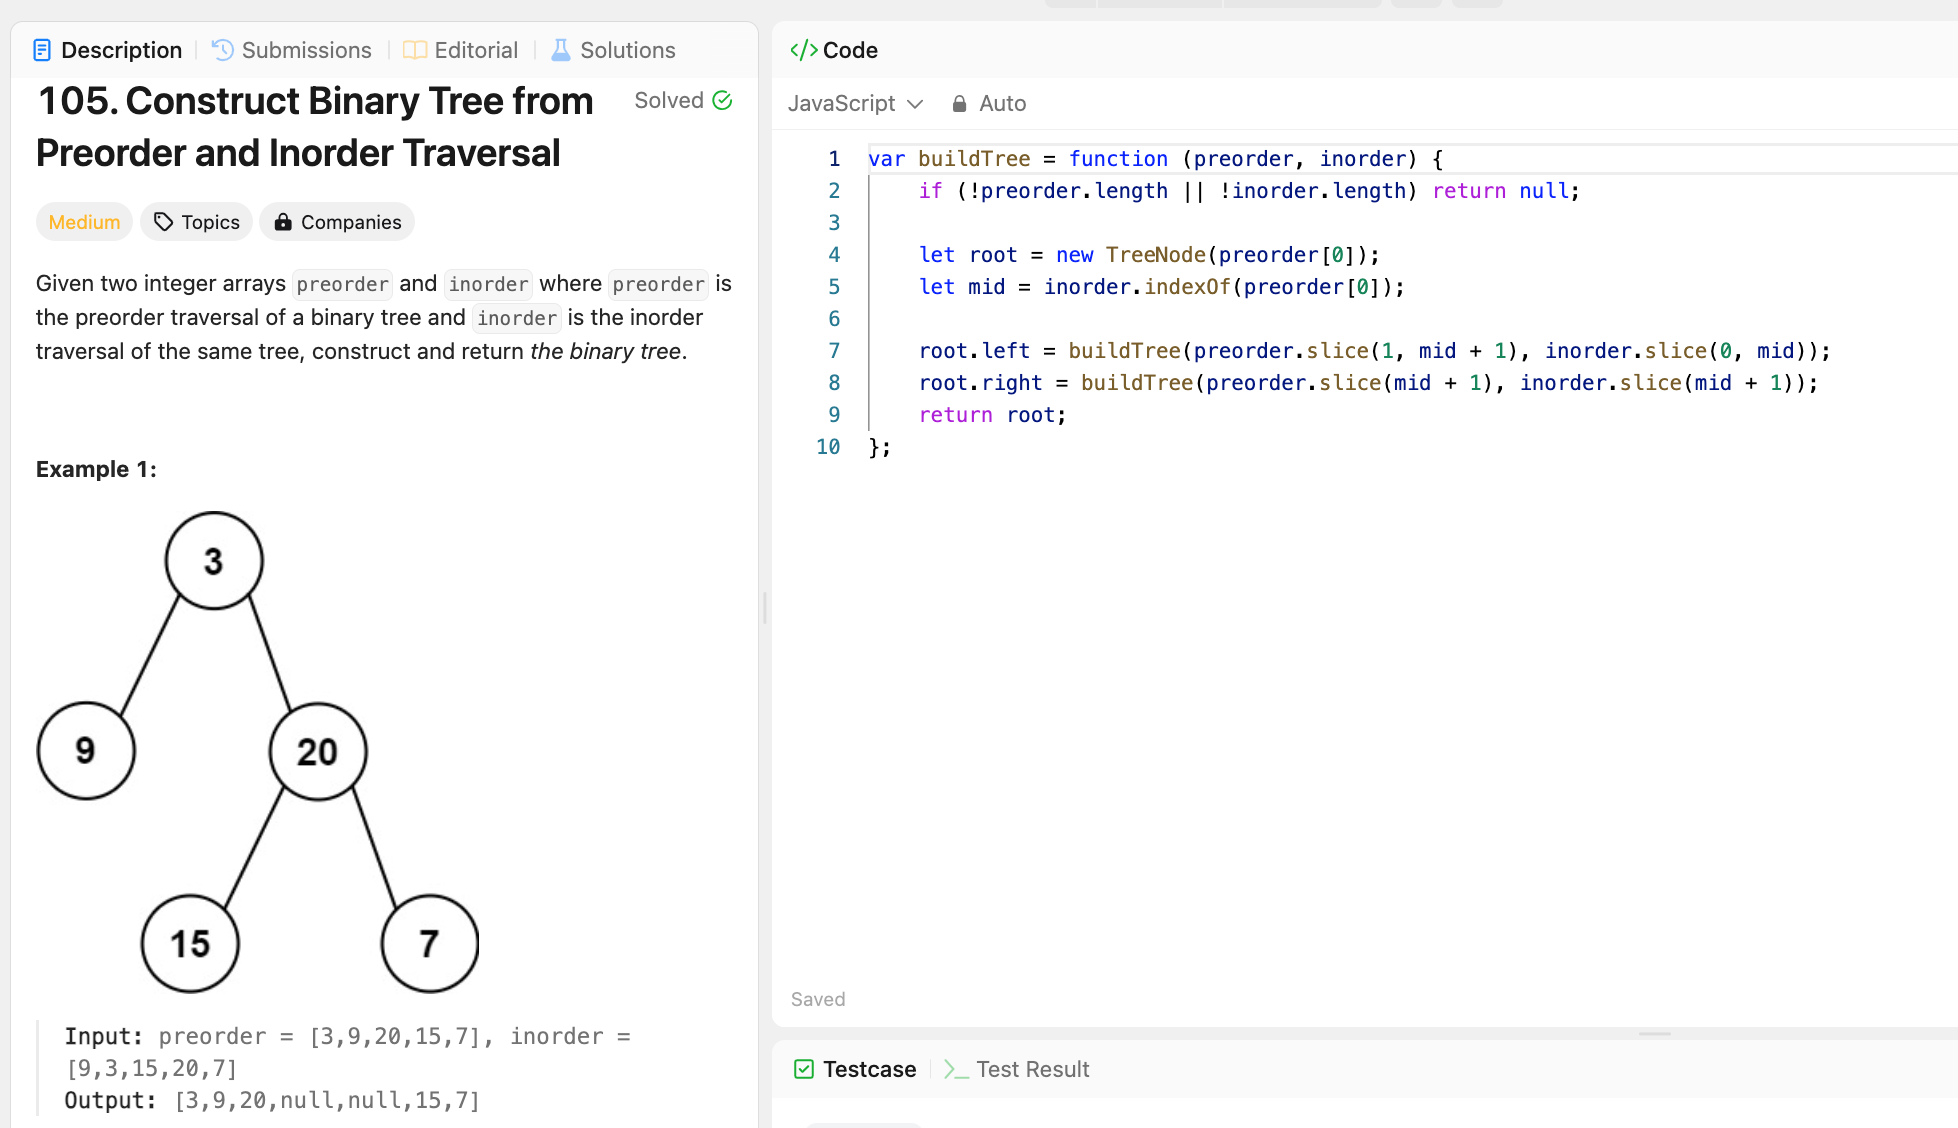 Description
Submissions
Editorial
Solutions
105. Construct Binary Tree from
Preorder and Inorder Traversal
Solved
Medium
Topics
Companies
Given two integer arrays preorder and inorder where preorder is
the preorder traversal of a binary tree and inorder is the inorder
traversal of the same tree, construct and return the binary tree.
Example 1:
3
9
20
15
7
Input: preorder = [3,9,20,15,7], inorder =
[9,3,15,20,7]
Output: [3,9,20,null,null,15,7]
</> Code
JavaScript
Auto
1 var buildTree = function (preorder, inorder) {
2     if (!preorder.length || !inorder.length) return null;
3
4     let root = new TreeNode(preorder[0]);
5     let mid = inorder.indexOf(preorder[0]);
6
7     root.left = buildTree(preorder.slice(1, mid + 1), inorder.slice(0, mid));
8     root.right = buildTree(preorder.slice(mid + 1), inorder.slice(mid + 1));
9     return root;
10 };
Saved
Testcase
>_ Test Result